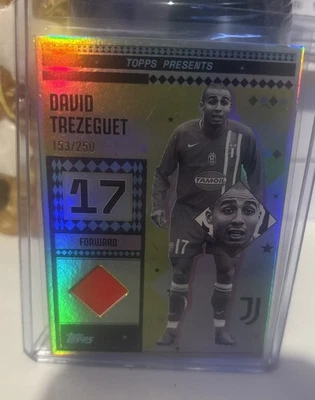 TOPPS PRESENTS
DAVID
TREZEGUET
153/250
17
FORWARD
TAMOIL
17
Topps